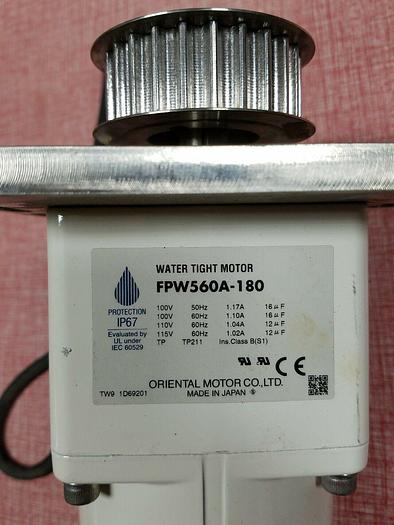 WATER TIGHT MOTOR
FPW560A-180
100V 50Hz 1.17A 16μF
100V 60Hz 1.10A 16μF
110V 60Hz 1.04A 12μF
115V 60Hz 1.02A 12μF
TP TP211 Ins.Class B(S1)
PROTECTION
IP67
Evaluated by
UL under
IEC 60529
CE
ORIENTAL MOTOR CO.,LTD.
TW9 1D69201 MADE IN JAPAN